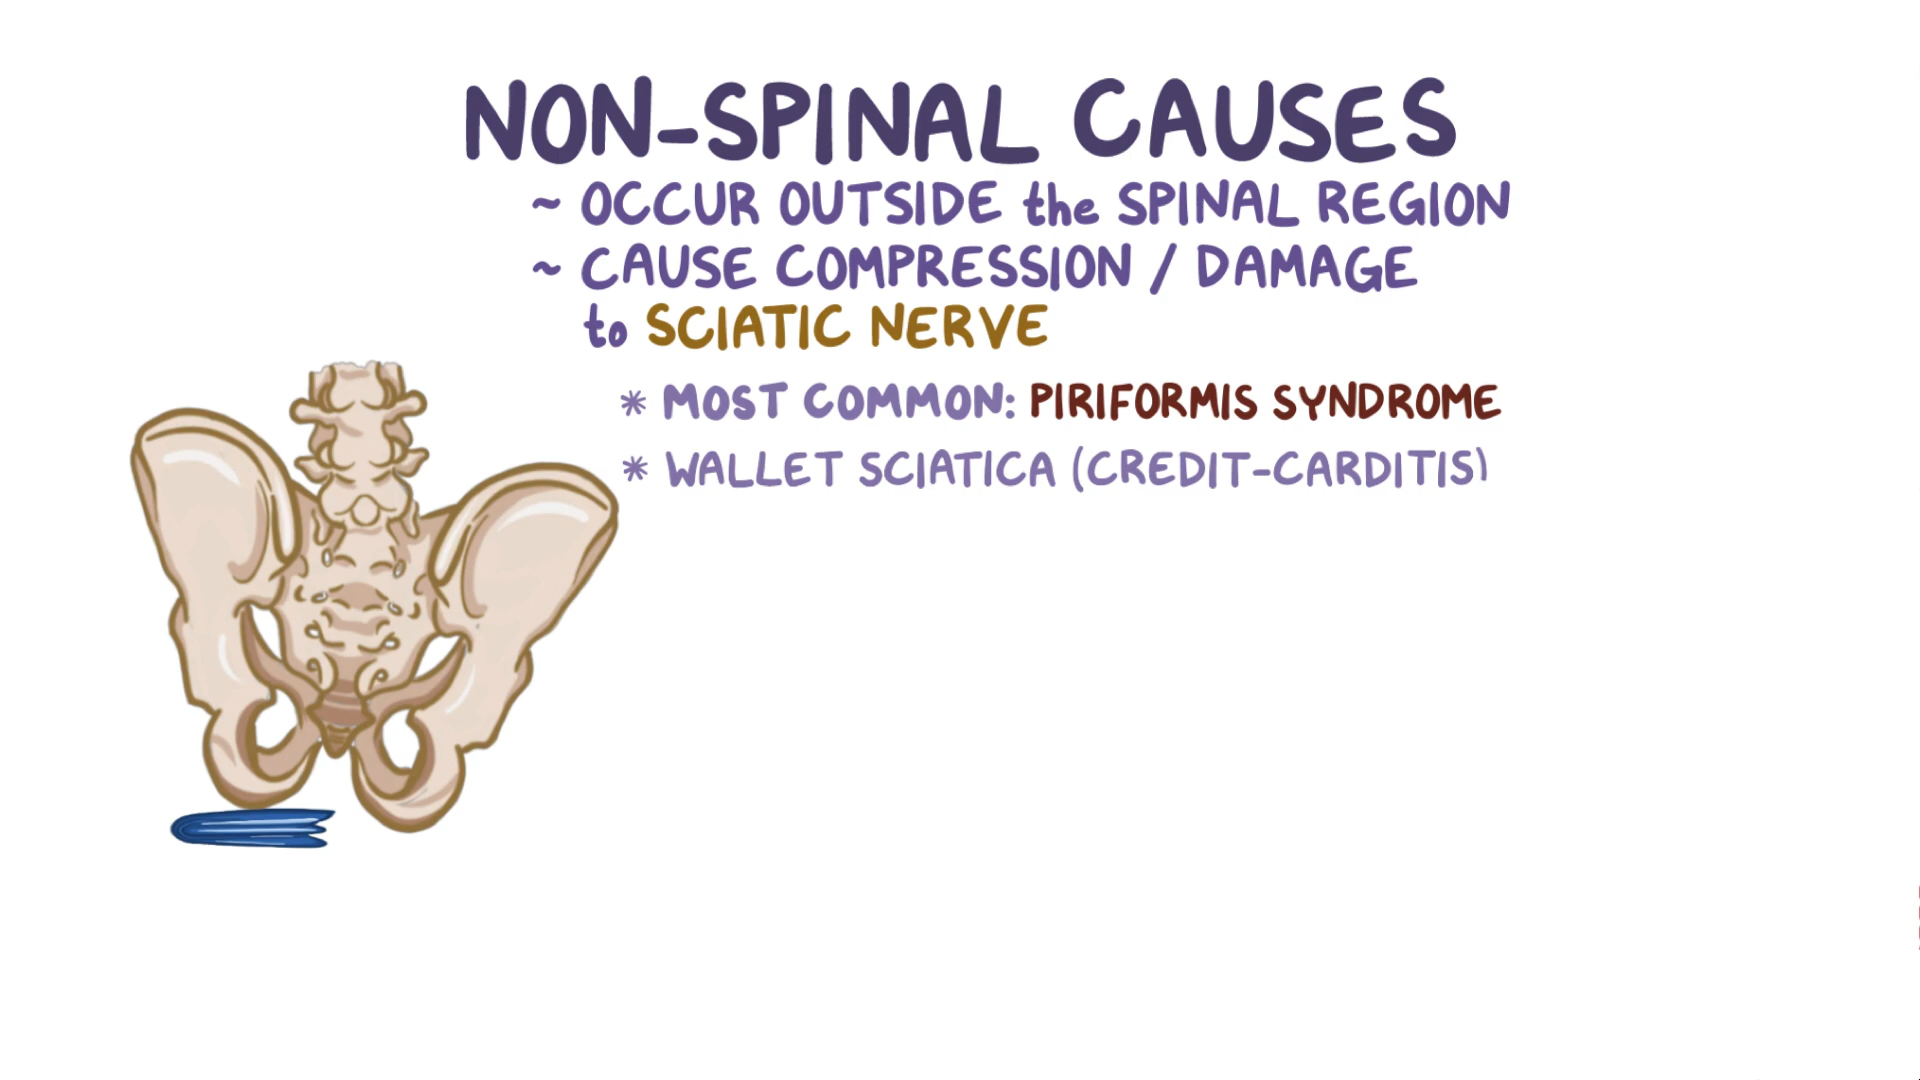 NON-SPINAL CAUSES
~ OCCUR OUTSIDE the SPINAL REGION
~ CAUSE COMPRESSION / DAMAGE
to SCIATIC NERVE
* MOST COMMON: PIRIFORMIS SYNDROME
* WALLET SCIATICA (CREDIT-CARDITIS)